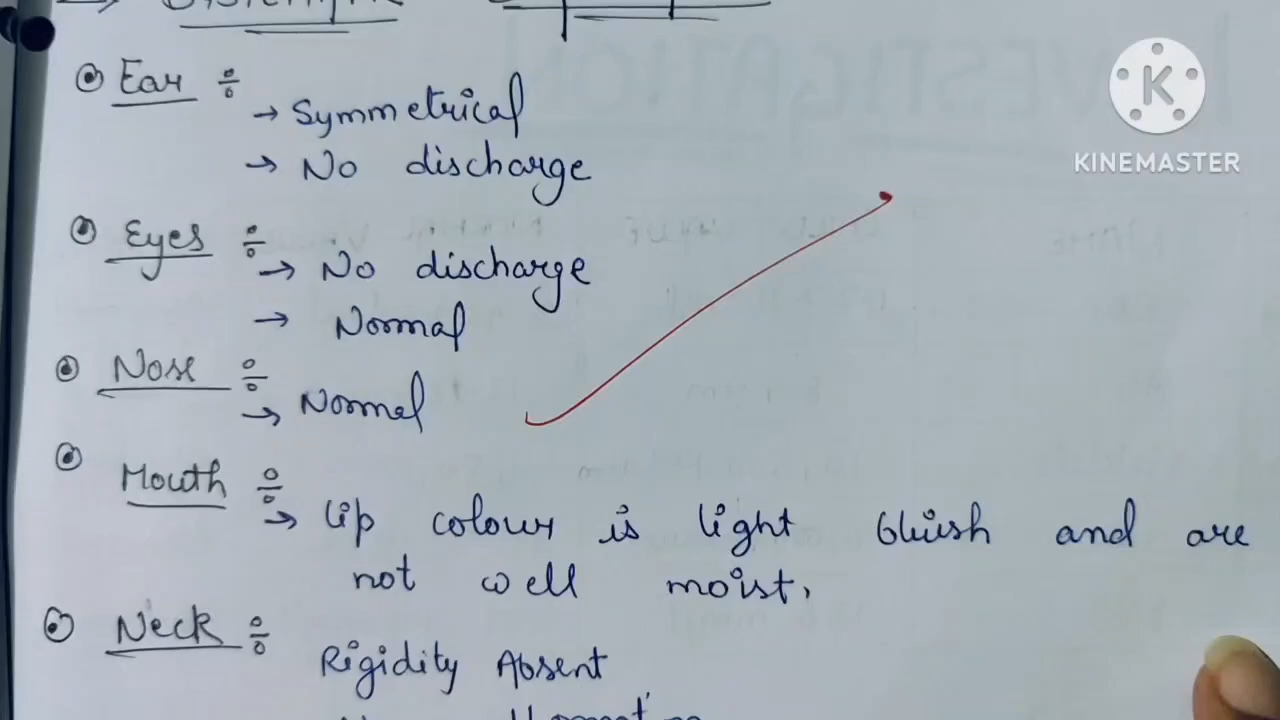 Ear ÷
→ Symmetrical
→ No discharge
Eyes ÷
→ No discharge
→ Normal
Nose ÷
→ Normal
Mouth ÷
→ lip colour is light bluish and are
not well moist.
Neck ÷
Rigidity Absent
K
KINEMASTER
INVESTIGATION